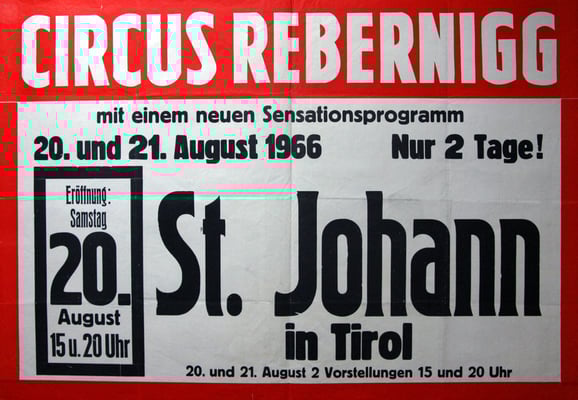 CIRCUS REBERNIGG
mit einem neuen Sensationsprogramm
20. und 21. August 1966 Nur 2 Tage!
Eröffnung:
Samstag
20.
August
15 u. 20 Uhr
St. Johann
in Tirol
20. und 21. August 2 Vorstellungen 15 und 20 Uhr